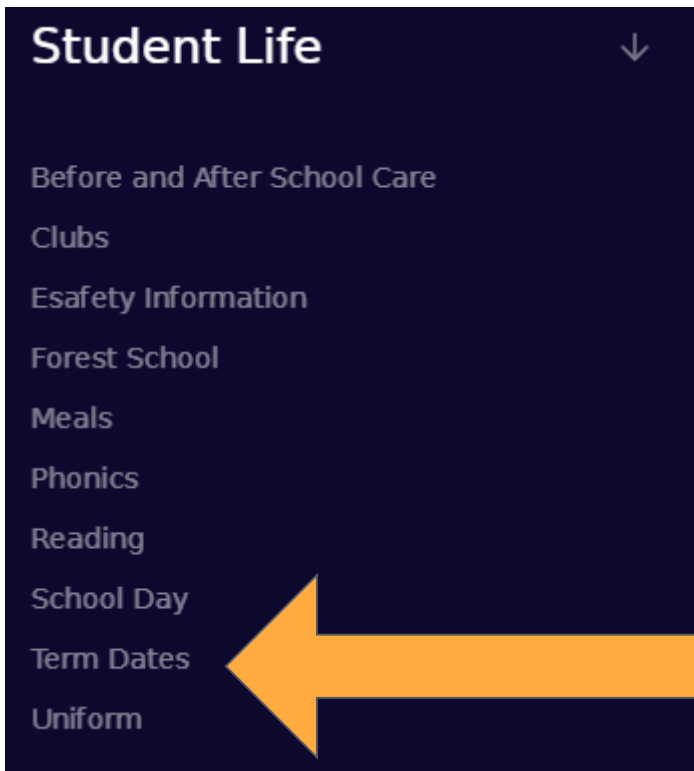 Student Life
Before and After School Care
Clubs
Esafety Information
Forest School
Meals
Phonics
Reading
School Day
Term Dates
Uniform